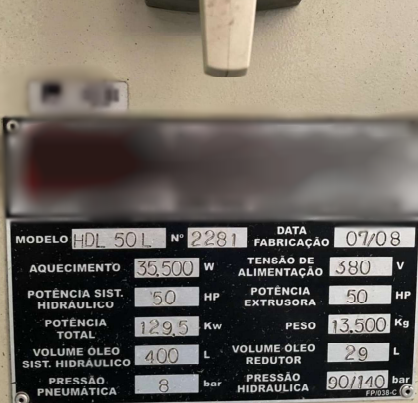 MODELO HDL 50L Nº 2281 DATA FABRICAÇÃO 07/08
AQUECIMENTO 35,500 W TENSÃO DE ALIMENTAÇÃO 380 V
POTÊNCIA SIST. HIDRÁULICO 50 HP POTÊNCIA EXTRUSORA 50 HP
POTÊNCIA TOTAL 129,5 Kw PESO 13,500 Kg
VOLUME ÓLEO SIST. HIDRÁULICO 400 L VOLUME ÓLEO REDUTOR 29 L
PRESSÃO PNEUMÁTICA 8 bar PRESSÃO HIDRAULICA 90/140 bar
FP/038-C